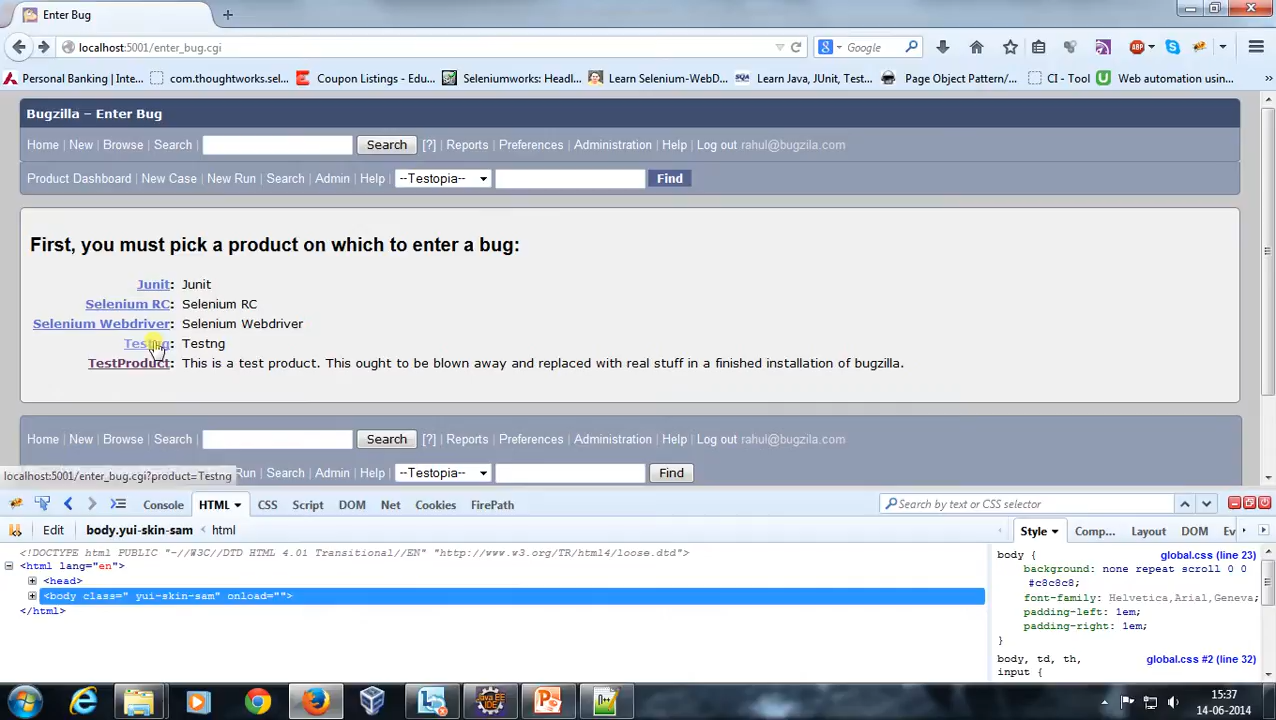 Enter Bug
localhost:5001/enter_bug.cgi
Google
Personal Banking | Inte...
com.thoughtworks.sel...
Coupon Listings - Edu...
Seleniumworks: Headl...
Learn Selenium-WebD...
Learn Java, JUnit, Test...
Page Object Pattern/...
CI - Tool
Web automation usin...
»
Bugzilla – Enter Bug
Home | New | Browse | Search | Search [?] | Reports | Preferences | Administration | Help | Log out rahul@bugzila.com
Product Dashboard | New Case | New Run | Search | Admin | Help | --Testopia-- Find
First, you must pick a product on which to enter a bug:
Junit: Junit
Selenium RC: Selenium RC
Selenium Webdriver: Selenium Webdriver
Testng: Testng
TestProduct: This is a test product. This ought to be blown away and replaced with real stuff in a finished installation of bugzilla.
Home | New | Browse | Search | Search [?] | Reports | Preferences | Administration | Help | Log out rahul@bugzila.com
localhost:5001/enter_bug.cgi?product=Testng
Run | Search | Admin | Help | --Testopia-- Find
Console HTML CSS Script DOM Net Cookies FirePath
Search by text or CSS selector
Edit body.yui-skin-sam < html
Style Comp... Layout DOM Ev
<!DOCTYPE html PUBLIC "-//W3C//DTD HTML 4.01 Transitional//EN" "http://www.w3.org/TR/html4/loose.dtd">
<html lang="en">
<head>
<body class=" yui-skin-sam" onload="">
</html>
body { global.css (line 23)
background: none repeat scroll 0 0
#c8c8c8;
font-family: Helvetica,Arial,Geneva;
padding-left: 1em;
padding-right: 1em;
}
body, td, th, global.css #2 (line 32)
input {
ABP
SQA
Java EE
IDE
15:37
14-06-2014